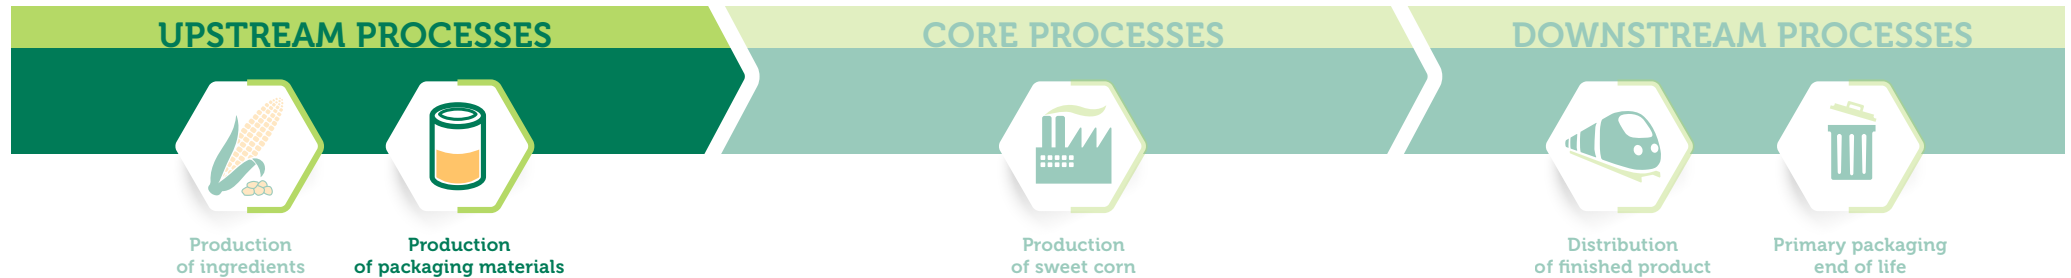 UPSTREAM PROCESSES
CORE PROCESSES
DOWNSTREAM PROCESSES
Production
of ingredients
Production
of packaging materials
Production
of sweet corn
Distribution
of finished product
Primary packaging
end of life